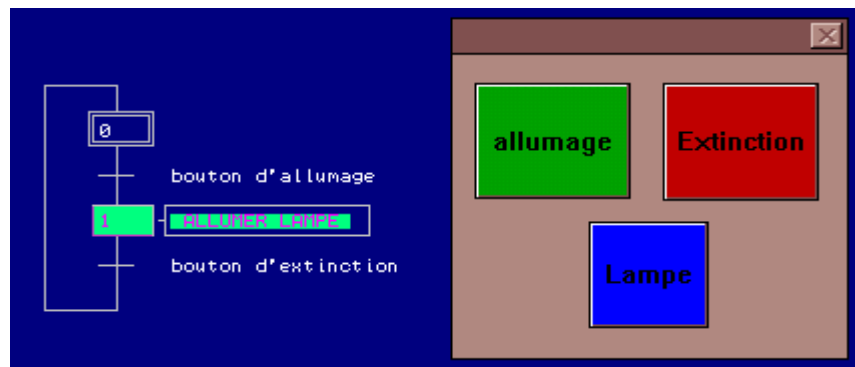 0
bouton d'allumage
1
ALLUMER LAMPE
bouton d'extinction
allumage
Extinction
Lampe